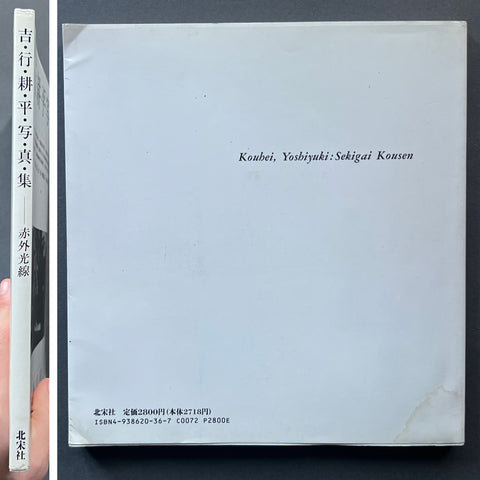 吉・行・耕・平・写・真・集──赤外光線
北宋社
Kouhei, Yoshiyuki: Sekigai Kousen
北宋社 定価2800円(本体2718円)
ISBN4-938620-36-7 C0072 P2800E